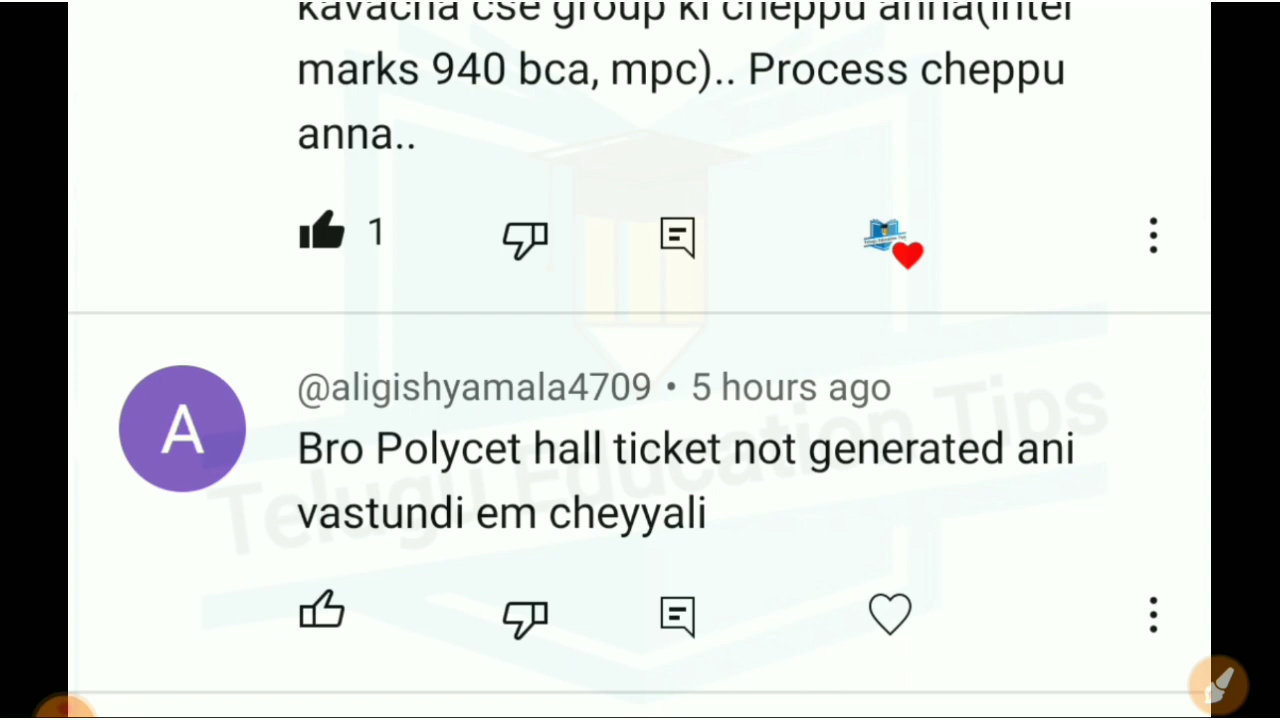 kavacha cse group ki cheppu anna(inter
marks 940 bca, mpc).. Process cheppu
anna..
1
@aligishyamala4709 • 5 hours ago
A
Bro Polycet hall ticket not generated ani
vastundi em cheyyali
Telugu Education Tips